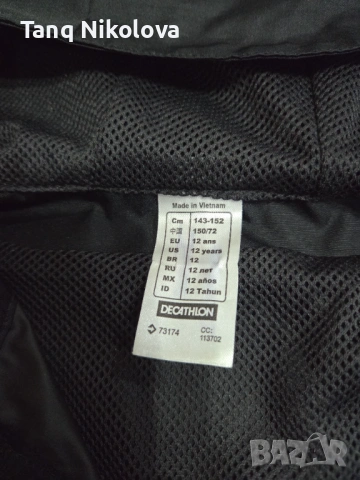 Tanq Nikolova
Made in Vietnam
Cm 143-152
中国 150/72
EU 12 ans
US 12 years
BR 12
RU 12 лет
MX 12 años
ID 12 Tahun
DECATHLON
73174 CC: 113702
BAZAR